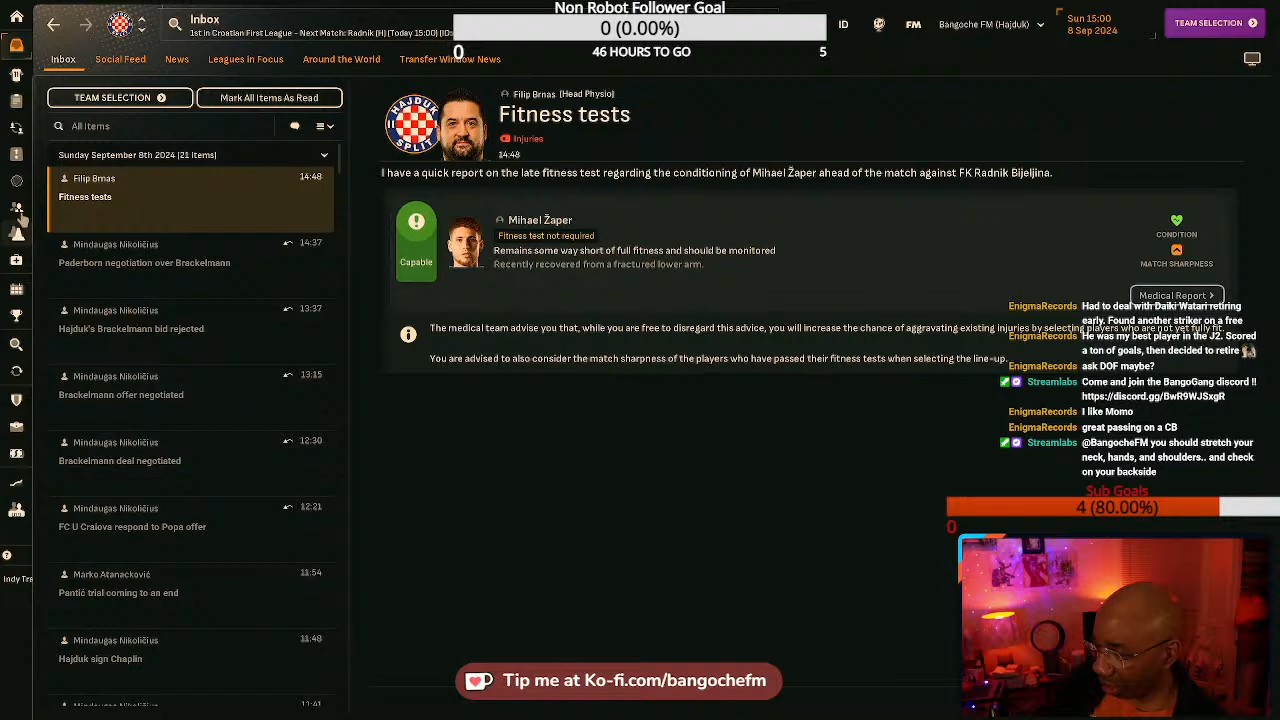 Non Robot Follower Goal
0 (0.00%)
0
46 HOURS TO GO
5
Inbox
1st in Croatian First League – Next Match: Radnik (H) (Today 15:00) (ID:
ID
FM
Bangoche FM (Hajduk)
Sun 15:00
8 Sep 2024
TEAM SELECTION
Inbox
Social Feed
News
Leagues in Focus
Around the World
Transfer Window News
TEAM SELECTION
Mark All Items As Read
All Items
Sunday September 8th 2024 (21 Items)
Filip Brnas
14:48
Fitness tests
Mindaugas Nikoličius
14:37
Paderborn negotiation over Brackelmann
Mindaugas Nikoličius
13:37
Hajduk's Brackelmann bid rejected
Mindaugas Nikoličius
13:15
Brackelmann offer negotiated
Mindaugas Nikoličius
12:30
Brackelmann deal negotiated
Mindaugas Nikoličius
12:21
FC U Craiova respond to Popa offer
Marko Atanacković
11:54
Pantić trial coming to an end
Mindaugas Nikoličius
11:48
Hajduk sign Chaplin
Mindaugas Nikoličius
11:41
Indy Tra
HAJDUK
SPLIT
Filip Brnas (Head Physio)
Fitness tests
Injuries
14:48
I have a quick report on the late fitness test regarding the conditioning of Mihael Žaper ahead of the match against FK Radnik Bijeljina.
Capable
Mihael Žaper
Fitness test not required
Remains some way short of full fitness and should be monitored
Recently recovered from a fractured lower arm.
CONDITION
MATCH SHARPNESS
Medical Report >
The medical team advise you that, while you are free to disregard this advice, you will increase the chance of aggravating existing injuries by selecting players who are not yet fully fit.
You are advised to also consider the match sharpness of the players who have passed their fitness tests when selecting the line-up.
EnigmaRecords Had to deal with Daiki Watari retiring
early. Found another striker on a free
EnigmaRecords He was my best player in the J2. Scored
a ton of goals, then decided to retire
EnigmaRecords ask DOF maybe?
Streamlabs Come and join the BangoGang discord !!
https://discord.gg/BwR9WJSxgR
EnigmaRecords I like Momo
EnigmaRecords great passing on a CB
Streamlabs @BangocheFM you should stretch your
neck, hands, and shoulders.. and check
on your backside
Sub Goals
4 (80.00%)
0
Tip me at Ko-fi.com/bangochefm